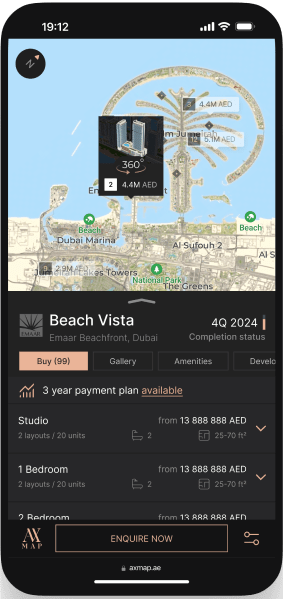 19:12
N
8 4.4M AED
12 5.1M AED
360°
2 4.4M AED
Beach
Dubai Marina
Beach
Al Sufouh 2
Al S
2.9M AED
Lakes Towers
National Park
The Greens
EMAAR
Beach Vista
4Q 2024
Emaar Beachfront, Dubai
Completion status
Buy (99)
Gallery
Amenities
Develo
3 year payment plan available
Studio
from 13 888 888 AED
2 layouts / 20 units
2
25-70 ft²
1 Bedroom
from 13 888 888 AED
2 layouts / 20 units
2
25-70 ft²
2 Bedroom
from 13 888 888 AED
AX
MAP
ENQUIRE NOW
axmap.ae